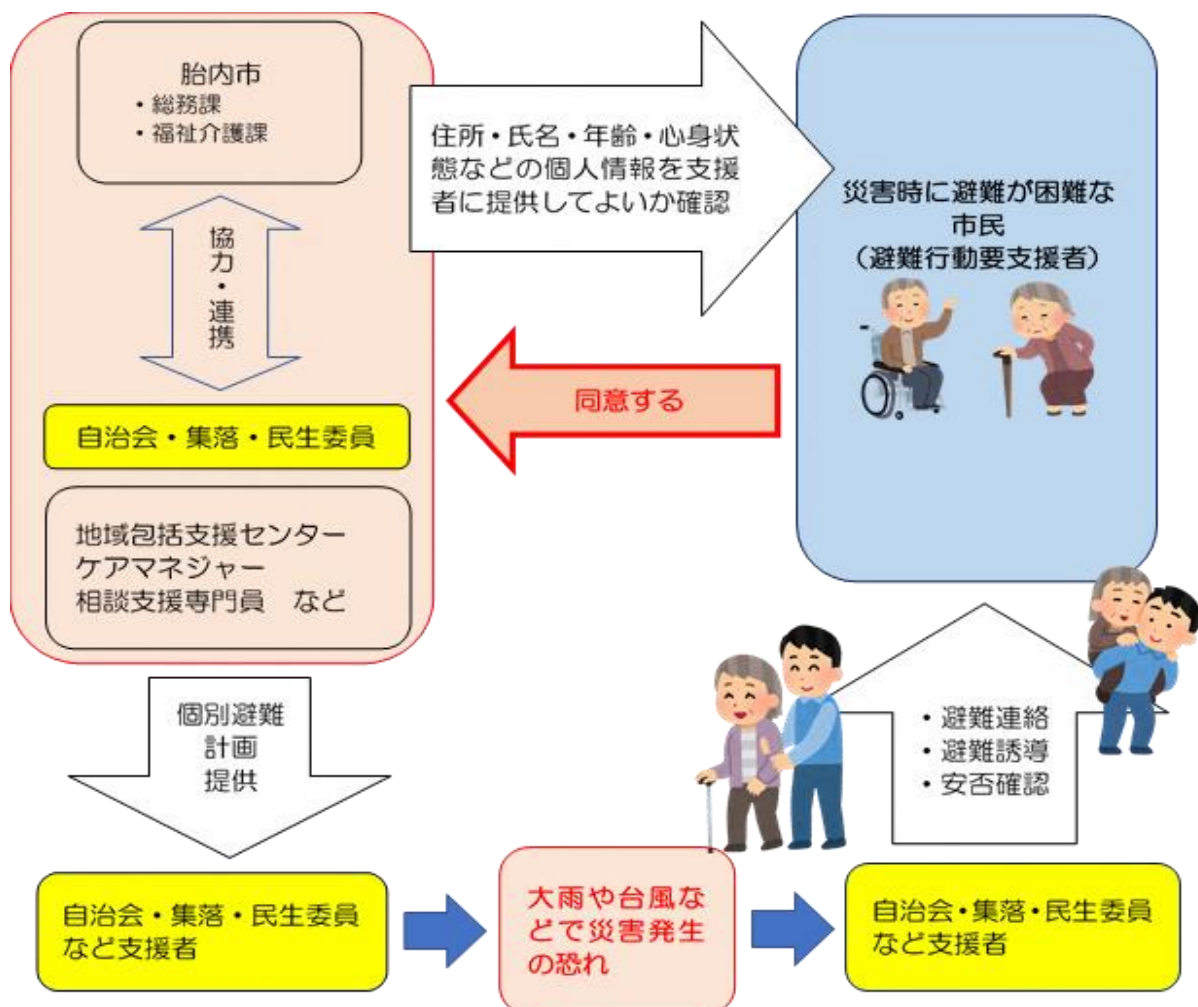 胎内市
・総務課
・福祉介護課
協力・連携
自治会・集落・民生委員
地域包括支援センター
ケアマネジャー
相談支援専門員 など
住所・氏名・年齢・心身状
態などの個人情報を支援
者に提供してよいか確認
災害時に避難が困難な
市民
（避難行動要支援者）
同意する
個別避難
計画
提供
・避難連絡
・避難誘導
・安否確認
自治会・集落・民生委員
など支援者
大雨や台風な
どで災害発生
の恐れ
自治会・集落・民生委員
など支援者